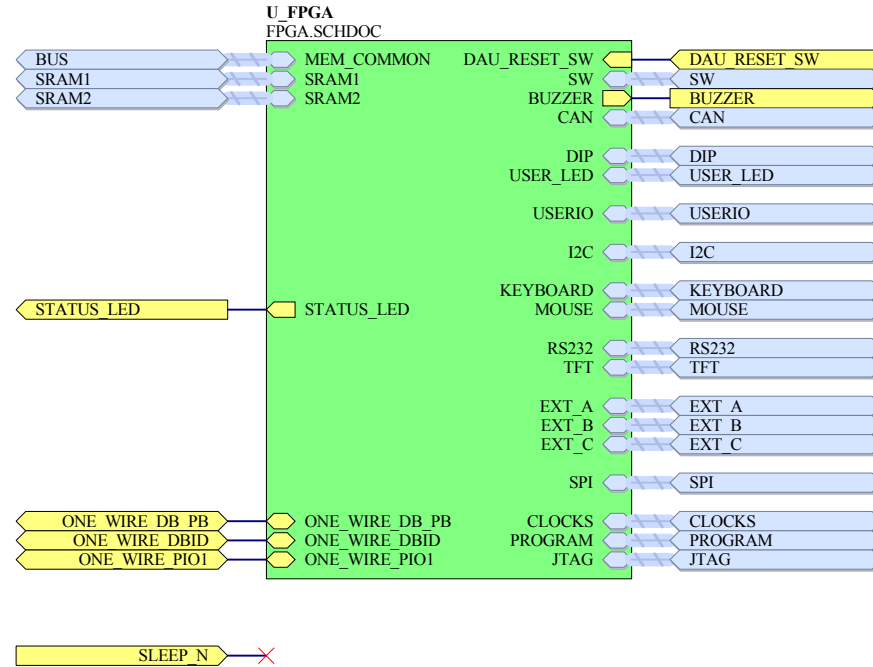 U_FPGA
FPGA.SCHDOC
BUS MEM_COMMON DAU_RESET_SW DAU_RESET_SW
SRAM1 SRAM1 SW SW
SRAM2 SRAM2 BUZZER BUZZER
CAN CAN
DIP DIP
USER_LED USER_LED
USERIO USERIO
I2C I2C
KEYBOARD KEYBOARD
STATUS_LED STATUS_LED MOUSE MOUSE
RS232 RS232
TFT TFT
EXT_A EXT_A
EXT_B EXT_B
EXT_C EXT_C
SPI SPI
ONE_WIRE_DB_PB ONE_WIRE_DB_PB CLOCKS CLOCKS
ONE_WIRE_DBID ONE_WIRE_DBID PROGRAM PROGRAM
ONE_WIRE_PIO1 ONE_WIRE_PIO1 JTAG JTAG
SLEEP_N